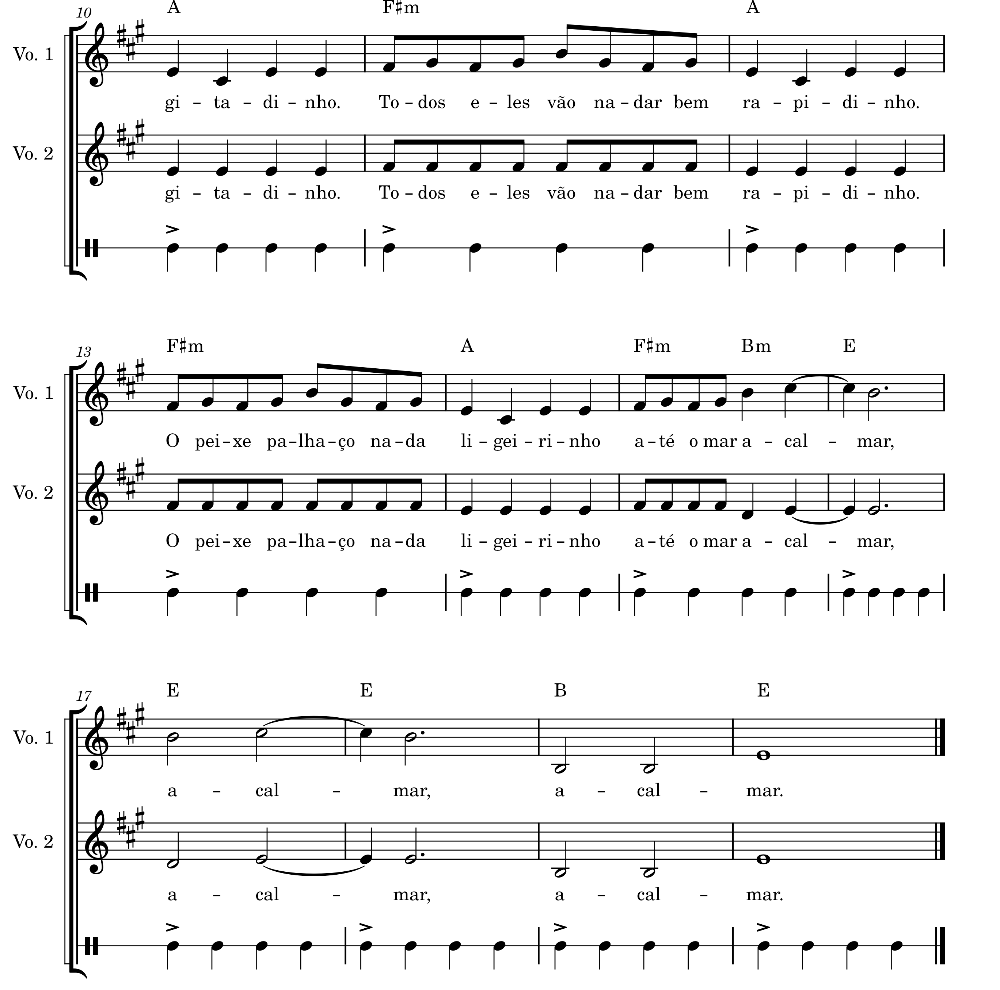 10 A F♯m A
Vo. 1
gi – ta – di – nho. To – dos e – les vão na – dar bem ra – pi – di – nho.
Vo. 2
gi – ta – di – nho. To – dos e – les vão na – dar bem ra – pi – di – nho.
13 F♯m A F♯m Bm E
Vo. 1
O pei – xe pa – lha – ço na – da li – gei – ri – nho a – té o mar a – cal – mar,
Vo. 2
O pei – xe pa – lha – ço na – da li – gei – ri – nho a – té o mar a – cal – mar,
17 E E B E
Vo. 1
a – cal – mar, a – cal – mar.
Vo. 2
a – cal – mar, a – cal – mar.